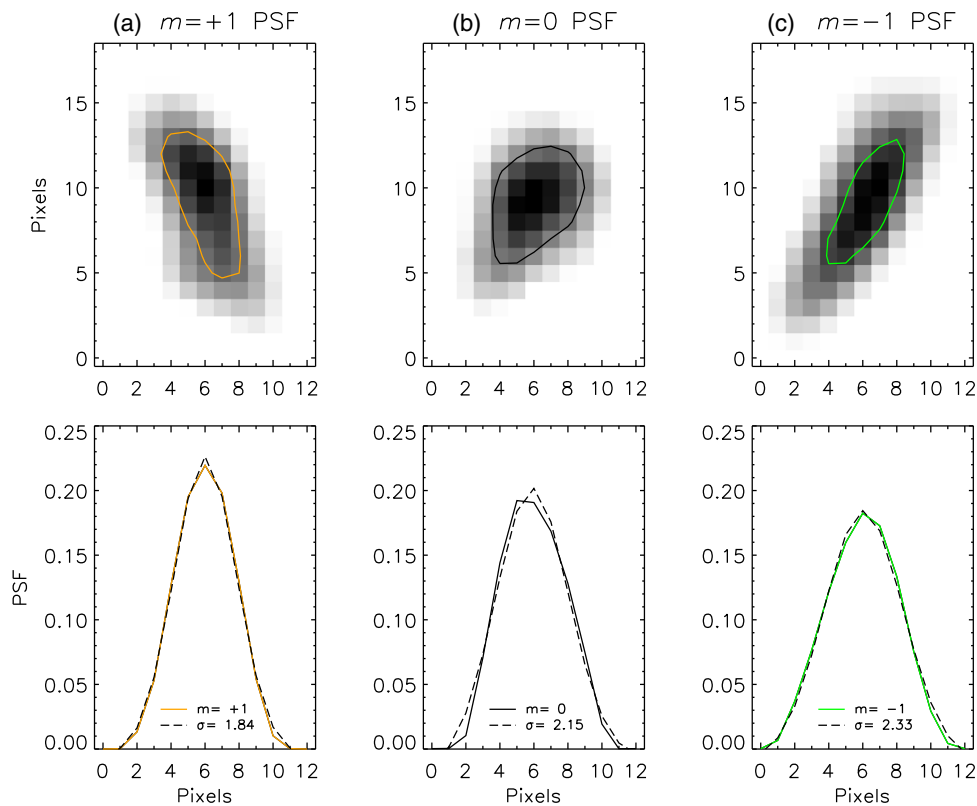 (a) m=+1 PSF
(b) m=0 PSF
(c) m=−1 PSF
Pixels
15
10
5
0
0 2 4 6 8 10 12
15
10
5
0
0 2 4 6 8 10 12
15
10
5
0
0 2 4 6 8 10 12
PSF
0.25
0.20
0.15
0.10
0.05
0.00
m= +1
σ= 1.84
0 2 4 6 8 10 12
Pixels
0.25
0.20
0.15
0.10
0.05
0.00
m= 0
σ= 2.15
0 2 4 6 8 10 12
Pixels
0.25
0.20
0.15
0.10
0.05
0.00
m= −1
σ= 2.33
0 2 4 6 8 10 12
Pixels